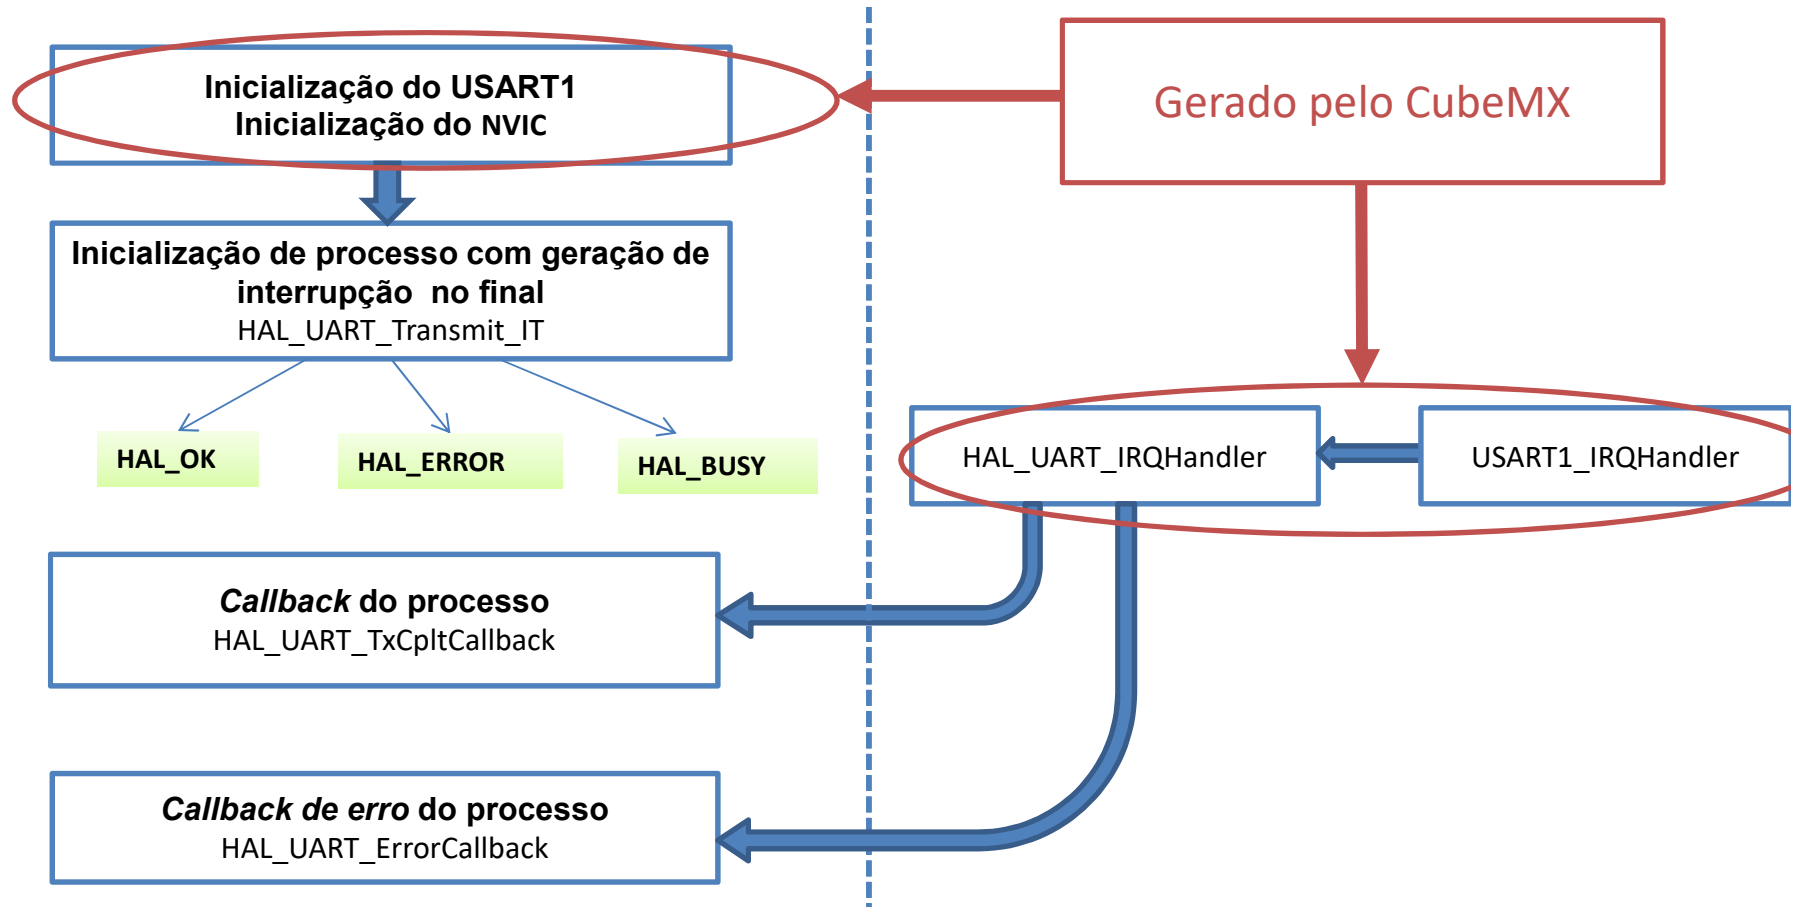 Inicialização do USART1
Inicialização do NVIC
Gerado pelo CubeMX
Inicialização de processo com geração de
interrupção no final
HAL_UART_Transmit_IT
HAL_OK
HAL_ERROR
HAL_BUSY
HAL_UART_IRQHandler
USART1_IRQHandler
Callback do processo
HAL_UART_TxCpltCallback
Callback de erro do processo
HAL_UART_ErrorCallback